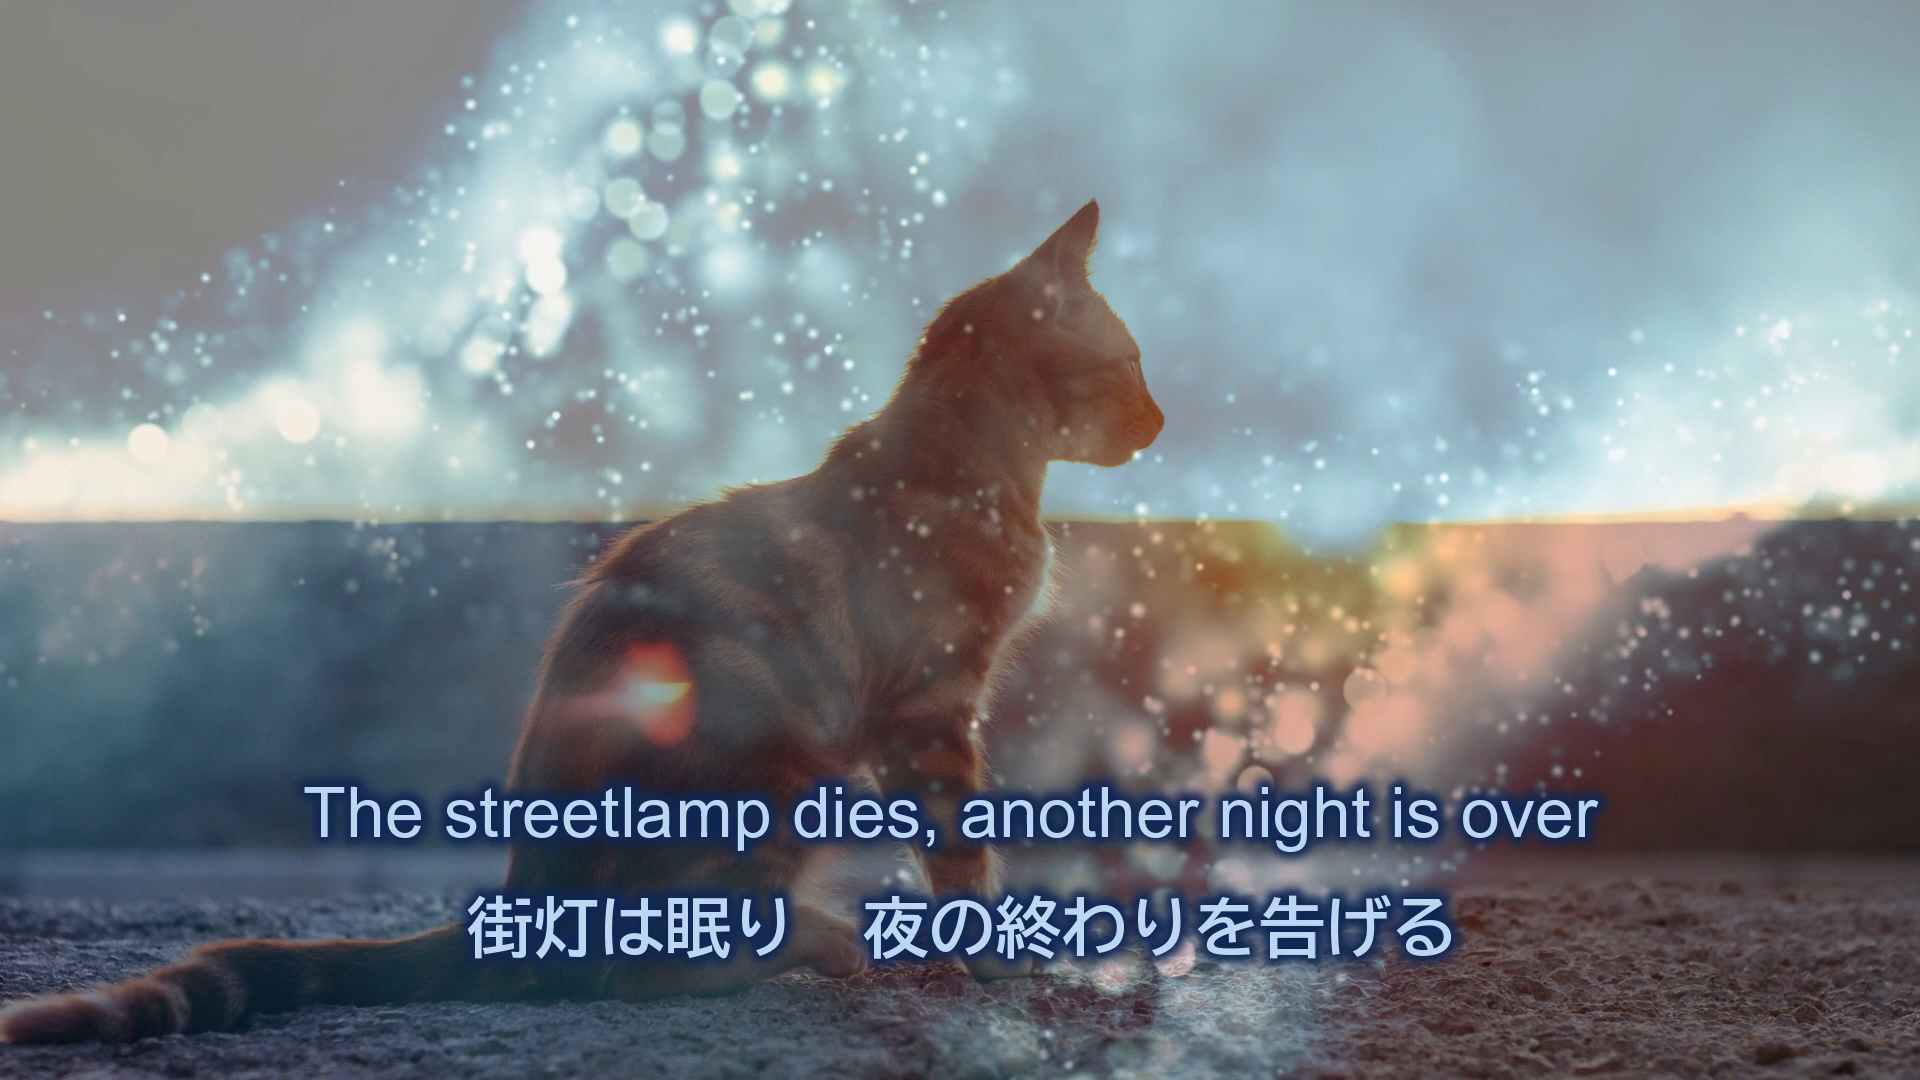 The streetlamp dies, another night is over
街灯は眠り　夜の終わりを告げる